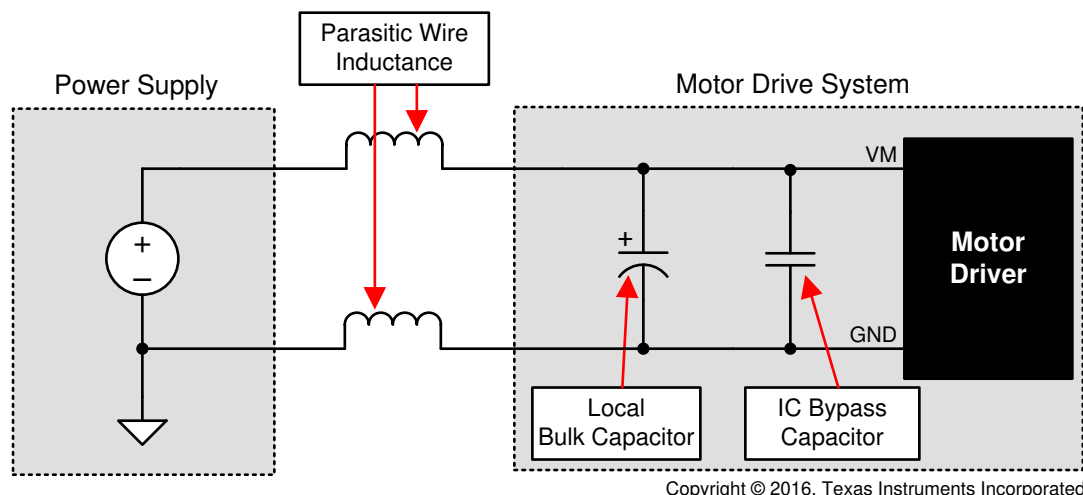 Parasitic Wire
Inductance
Power Supply
Motor Drive System
VM
+
–
+
Motor
Driver
GND
Local
Bulk Capacitor
IC Bypass
Capacitor
Copyright © 2016, Texas Instruments Incorporated